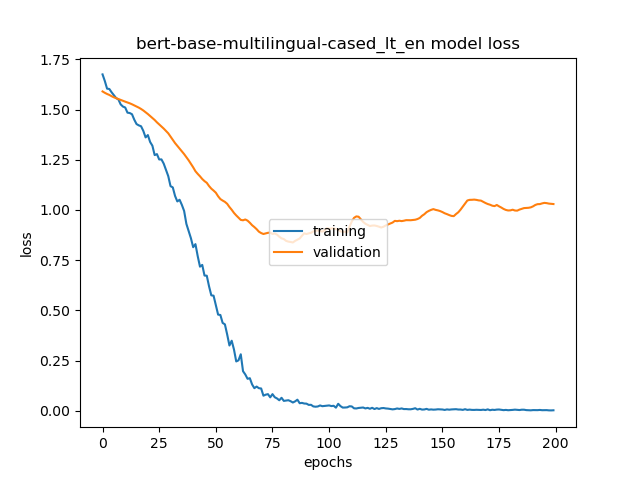 bert-base-multilingual-cased_lt_en model loss
1.75
1.50
1.25
1.00
0.75
0.50
0.25
0.00
loss
training
validation
0 25 50 75 100 125 150 175 200
epochs